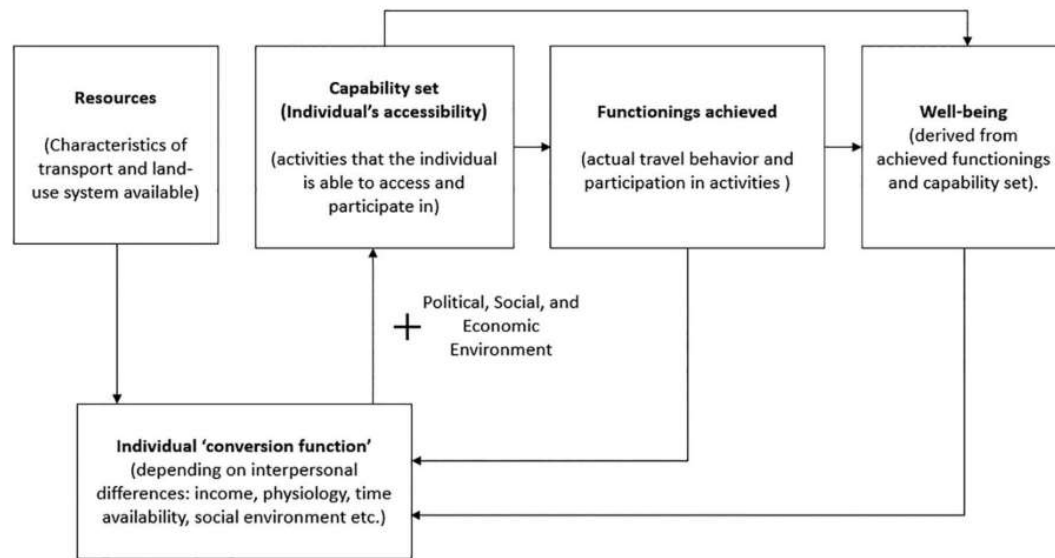 Resources
(Characteristics of
transport and land-
use system available)
Capability set
(Individual's accessibility)
(activities that the individual
is able to access and
participate in)
Functionings achieved
(actual travel behavior and
participation in activities )
Well-being
(derived from
achieved functionings
and capability set).
+
Political, Social, and
Economic
Environment
Individual ‘conversion function’
(depending on interpersonal
differences: income, physiology, time
availability, social environment etc.)